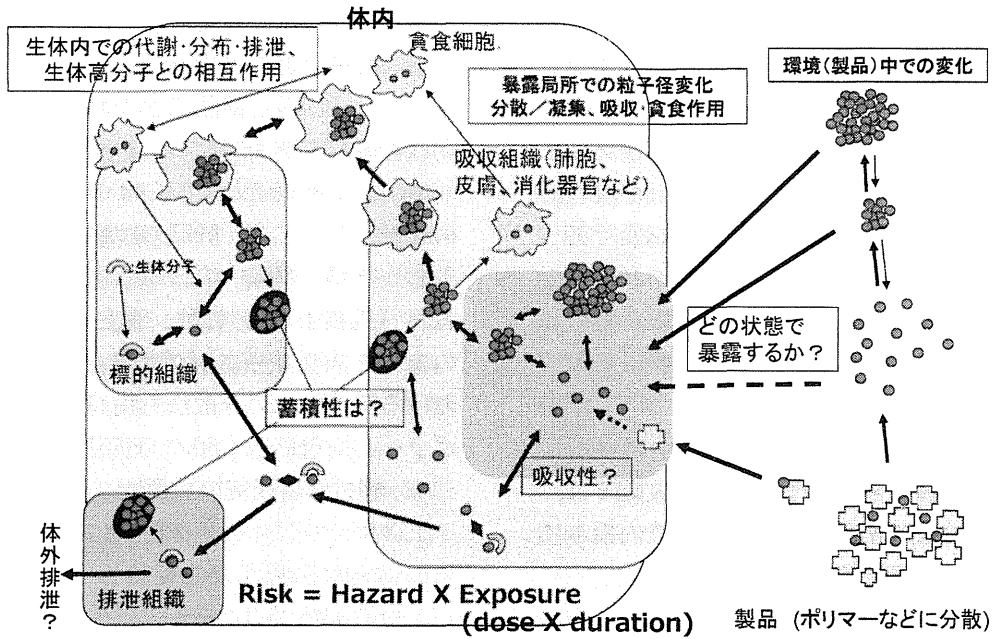 体内
生体内での代謝・分布・排泄、
生体高分子との相互作用
貪食細胞
暴露局所での粒子径変化
分散／凝集、吸収・貪食作用
環境（製品）中での変化
吸収組織（肺胞、
皮膚、消化器官など）
生体分子
標的組織
どの状態で
暴露するか？
蓄積性は？
吸収性？
体外排泄？
排泄組織
Risk = Hazard X Exposure
(dose X duration)
製品 （ポリマーなどに分散）